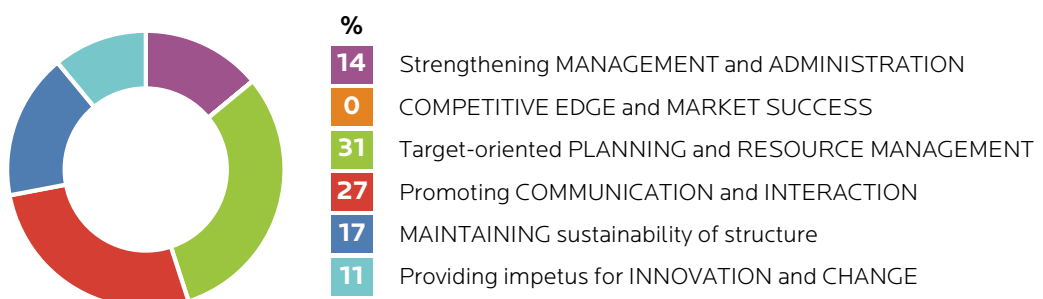 %
14 Strengthening MANAGEMENT and ADMINISTRATION
0 COMPETITIVE EDGE and MARKET SUCCESS
31 Target-oriented PLANNING and RESOURCE MANAGEMENT
27 Promoting COMMUNICATION and INTERACTION
17 MAINTAINING sustainability of structure
11 Providing impetus for INNOVATION and CHANGE